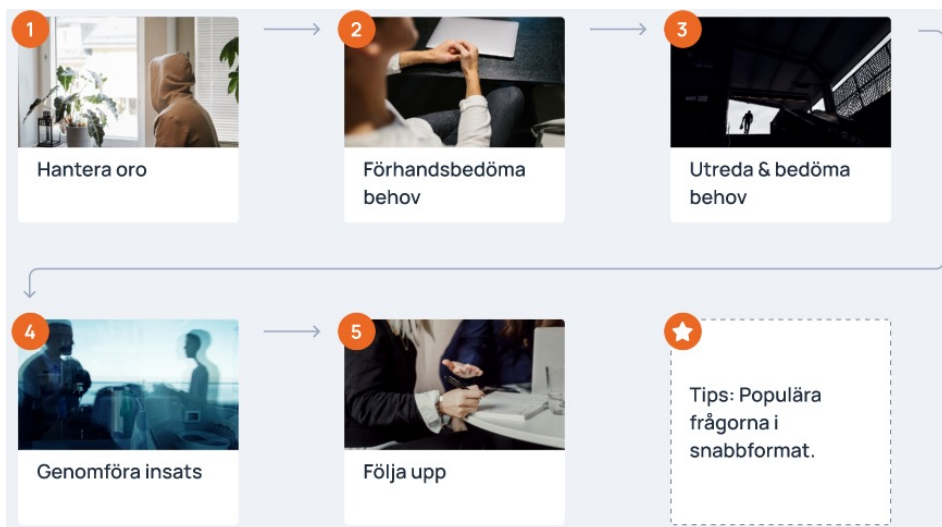 1
2
3
Hantera oro
Förhandsbedöma
behov
Utreda & bedöma
behov
4
5
Genomföra insats
Följa upp
Tips: Populära
frågorna i
snabbformat.